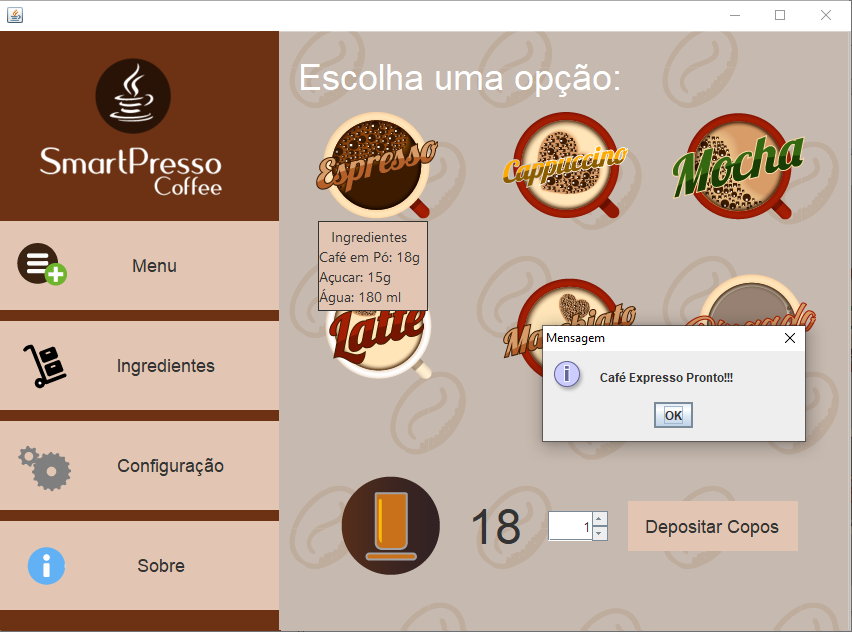 SmartPresso
Coffee
Menu
Ingredientes
Configuração
Sobre
Escolha uma opção:
Espresso
Cappuccino
Mocha
Ingredientes
Café em Pó: 18g
Açucar: 15g
Água: 180 ml
Latte
Mensagem
Café Expresso Pronto!!!
OK
18
1
Depositar Copos